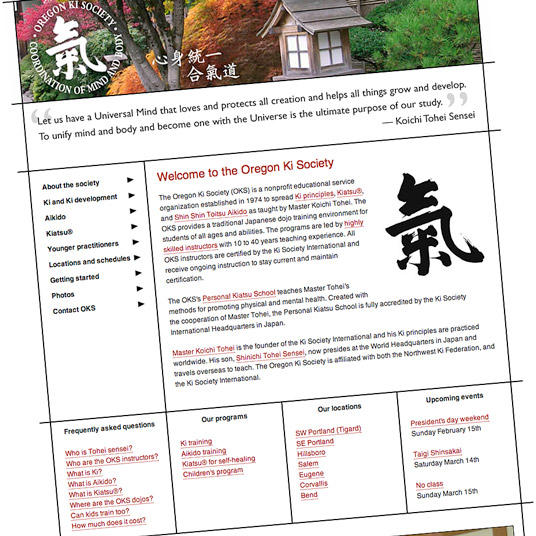 OREGON KI SOCIETY
COORDINATION OF MIND AND BODY
氣
心身統一
合氣道
“Let us have a Universal Mind that loves and protects all creation and helps all things grow and develop.
To unify mind and body and become one with the Universe is the ultimate purpose of our study.”
— Koichi Tohei Sensei
About the society
Ki and Ki development
Aikido
Kiatsu®
Younger practitioners
Locations and schedules
Getting started
Photos
Contact OKS
Welcome to the Oregon Ki Society
The Oregon Ki Society (OKS) is a nonprofit educational service
organization established in 1974 to spread Ki principles, Kiatsu®,
and Shin Shin Toitsu Aikido as taught by Master Koichi Tohei. The
OKS provides a traditional Japanese dojo training environment for
students of all ages and abilities. The programs are led by highly
skilled instructors with 10 to 40 years teaching experience. All
OKS instructors are certified by the Ki Society International and
receive ongoing instruction to stay current and maintain
certification.
氣
The OKS's Personal Kiatsu School teaches Master Tohei's
methods for promoting physical and mental health. Created with
the cooperation of Master Tohei, the Personal Kiatsu School is fully accredited by the Ki Society
International Headquarters in Japan.
Master Koichi Tohei is the founder of the Ki Society International and his Ki principles are practiced
worldwide. His son, Shinichi Tohei Sensei, now presides at the World Headquarters in Japan and
travels overseas to teach. The Oregon Ki Society is affiliated with both the Northwest Ki Federation, and
the Ki Society International.
Frequently asked questions
Who is Tohei sensei?
Who are the OKS instructors?
What is Ki?
What is Aikido?
What is Kiatsu®?
Where are the OKS dojos?
Can kids train too?
How much does it cost?
Our programs
Ki training
Aikido training
Kiatsu® for self-healing
Children's program
Our locations
SW Portland (Tigard)
SE Portland
Hillsboro
Salem
Eugene
Corvallis
Bend
Upcoming events
President's day weekend
Sunday February 15th
Taigi Shinsakai
Saturday March 14th
No class
Sunday March 15th